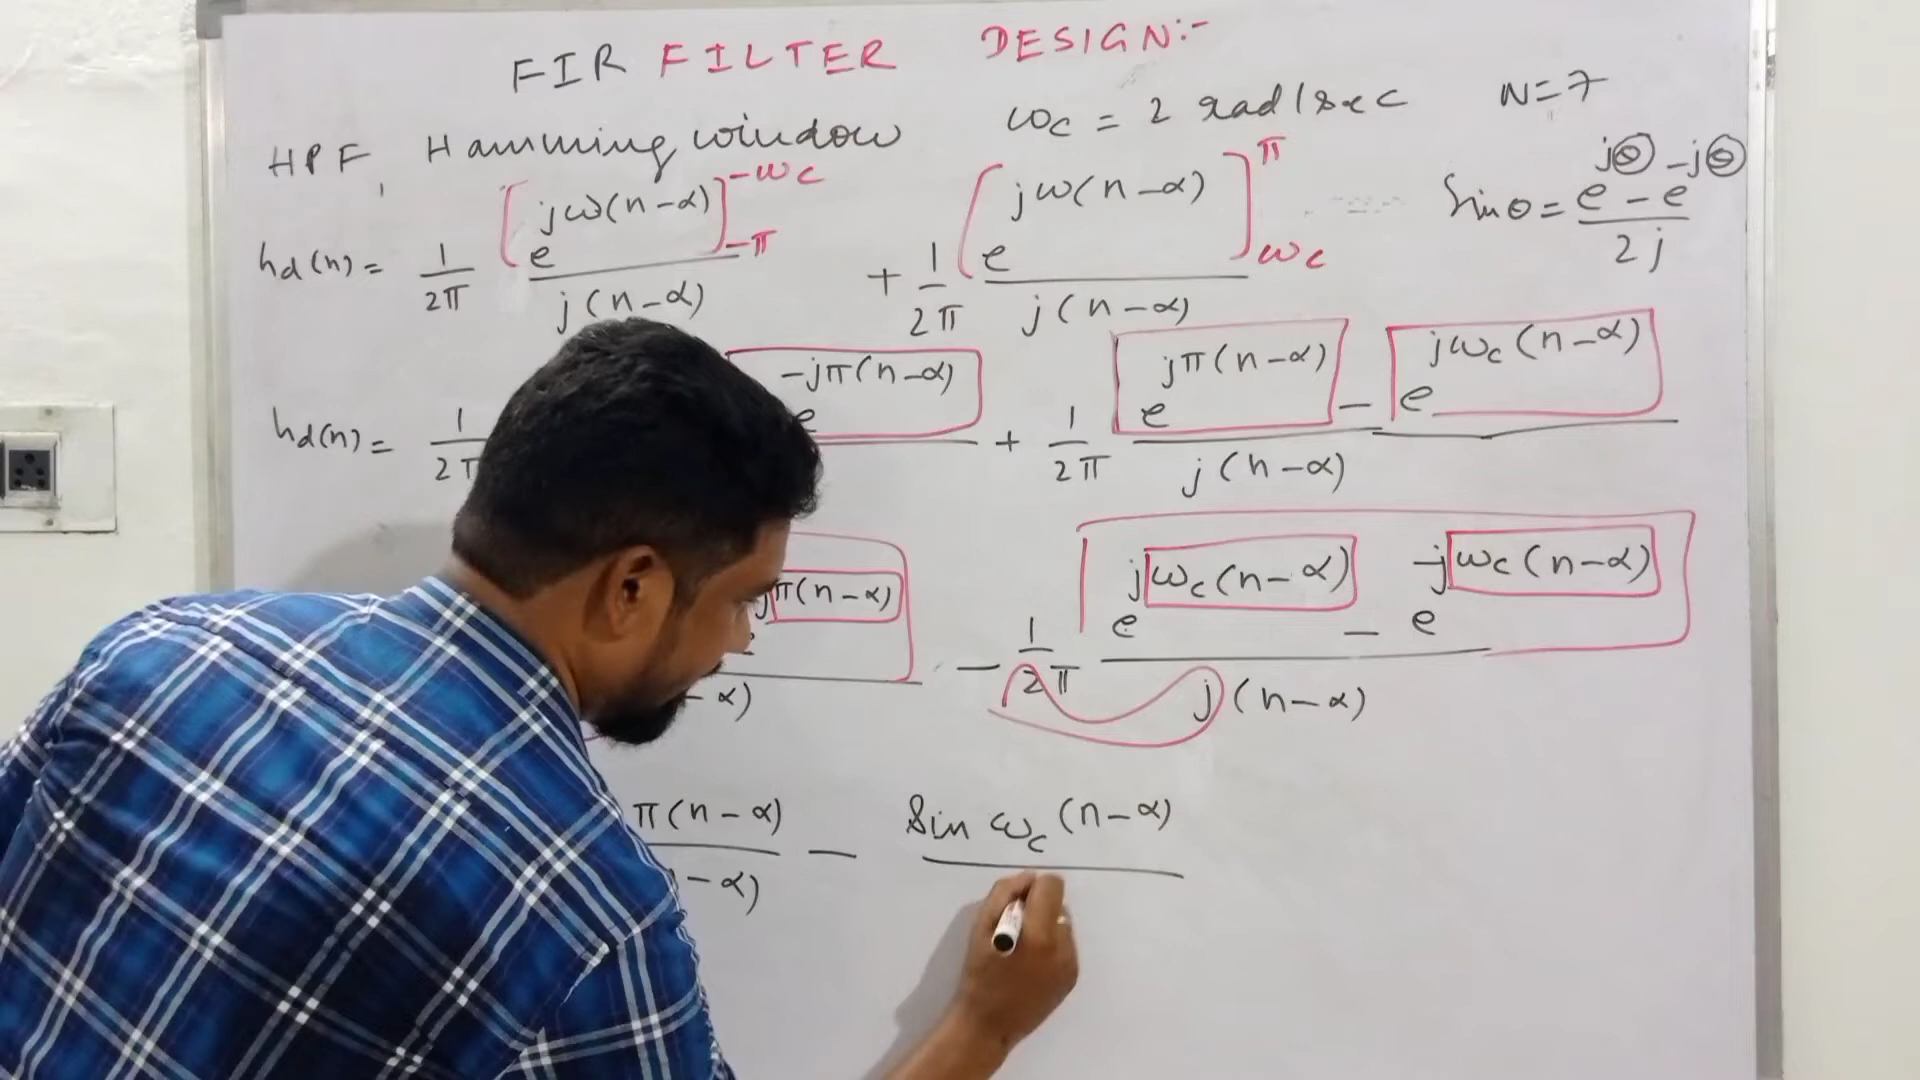 FIR FILTER DESIGN:-
HPF, Hamming window ωc = 2 rad/sec N=7
hd(n) = 1/2π [e^jω(n-α)]_-π^-ωc / j(n-α) + 1/2π [e^jω(n-α)]_ωc^π / j(n-α) Sinθ = e^jθ - e^-jθ / 2j
hd(n) = 1/2π e^-jπ(n-α) + 1/2π e^jπ(n-α) - e^jωc(n-α) / j(n-α)
jπ(n-α) - α) - 1/2π e^jωc(n-α) - e^-jωc(n-α) / j(n-α)
π(n-α) / -α) - Sin ωc(n-α)